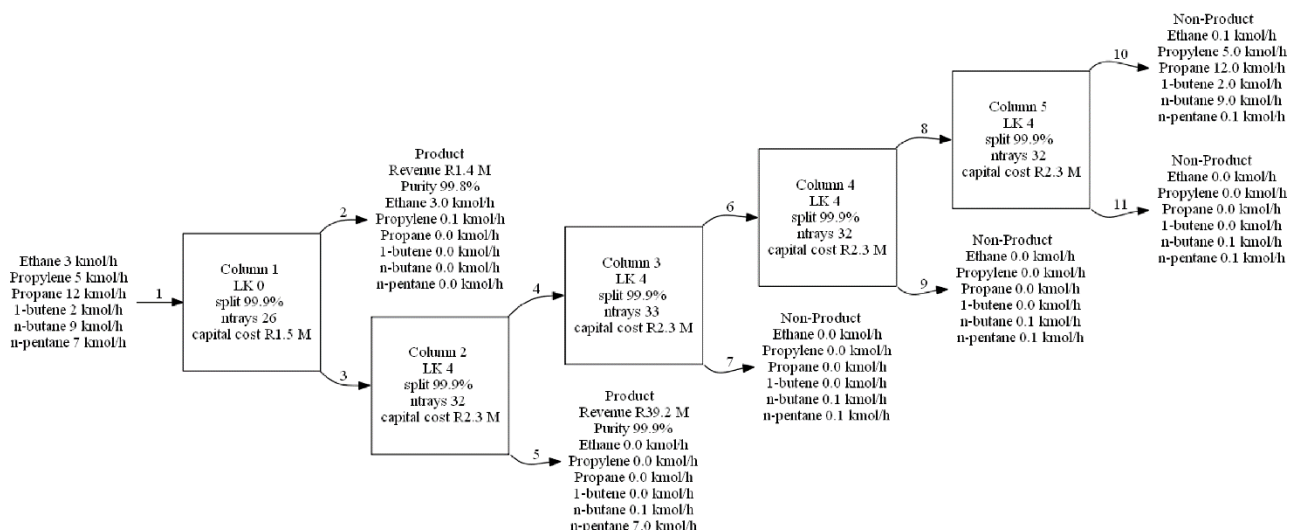 Ethane 3 kmol/h
Propylene 5 kmol/h
Propane 12 kmol/h
1-butene 2 kmol/h
n-butane 9 kmol/h
n-pentane 7 kmol/h
1
Column 1
LK 0
split 99.9%
ntrays 26
capital cost R1.5 M
2
Product
Revenue R1.4 M
Purity 99.8%
Ethane 3.0 kmol/h
Propylene 0.1 kmol/h
Propane 0.0 kmol/h
1-butene 0.0 kmol/h
n-butane 0.0 kmol/h
n-pentane 0.0 kmol/h
3
Column 2
LK 4
split 99.9%
ntrays 32
capital cost R2.3 M
4
Column 3
LK 4
split 99.9%
ntrays 33
capital cost R2.3 M
5
Product
Revenue R39.2 M
Purity 99.9%
Ethane 0.0 kmol/h
Propylene 0.0 kmol/h
Propane 0.0 kmol/h
1-butene 0.0 kmol/h
n-butane 0.1 kmol/h
n-pentane 7.0 kmol/h
6
Column 4
LK 4
split 99.9%
ntrays 32
capital cost R2.3 M
7
Non-Product
Ethane 0.0 kmol/h
Propylene 0.0 kmol/h
Propane 0.0 kmol/h
1-butene 0.0 kmol/h
n-butane 0.1 kmol/h
n-pentane 0.1 kmol/h
8
Column 5
LK 4
split 99.9%
ntrays 32
capital cost R2.3 M
9
Non-Product
Ethane 0.0 kmol/h
Propylene 0.0 kmol/h
Propane 0.0 kmol/h
1-butene 0.0 kmol/h
n-butane 0.1 kmol/h
n-pentane 0.1 kmol/h
10
Non-Product
Ethane 0.1 kmol/h
Propylene 5.0 kmol/h
Propane 12.0 kmol/h
1-butene 2.0 kmol/h
n-butane 9.0 kmol/h
n-pentane 0.1 kmol/h
11
Non-Product
Ethane 0.0 kmol/h
Propylene 0.0 kmol/h
Propane 0.0 kmol/h
1-butene 0.0 kmol/h
n-butane 0.1 kmol/h
n-pentane 0.1 kmol/h